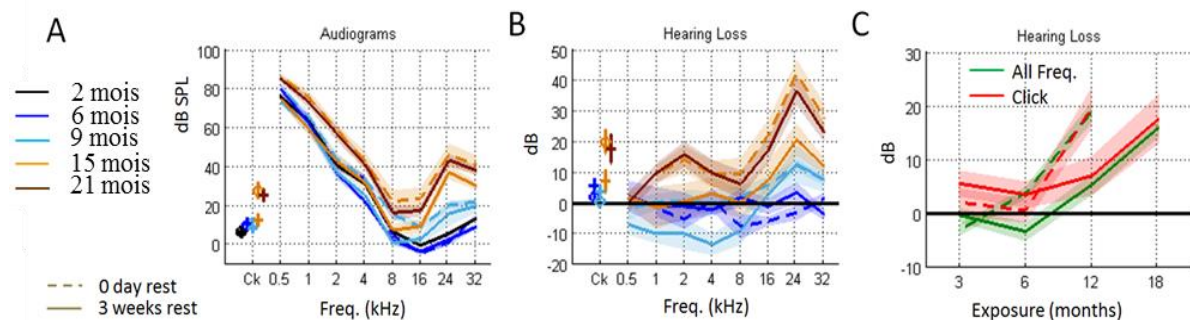 A
Audiograms
dB SPL
100
80
60
40
20
0
Ck 0.5 1 2 4 8 16 24 32
Freq. (kHz)
2 mois
6 mois
9 mois
15 mois
21 mois
0 day rest
3 weeks rest
B
Hearing Loss
dB
50
40
30
20
10
0
-10
-20
Ck 0.5 1 2 4 8 16 24 32
Freq. (kHz)
C
Hearing Loss
All Freq.
Click
dB
30
20
10
0
-10
3 6 12 18
Exposure (months)